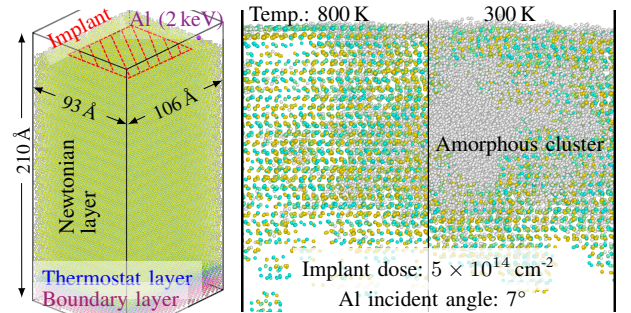 Implant
Al (2 keV)
93 Å
106 Å
210 Å
Newtonian
layer
Thermostat layer
Boundary layer
Temp.: 800 K
300 K
Amorphous cluster
Implant dose: 5 × 10¹⁴ cm⁻²
Al incident angle: 7°